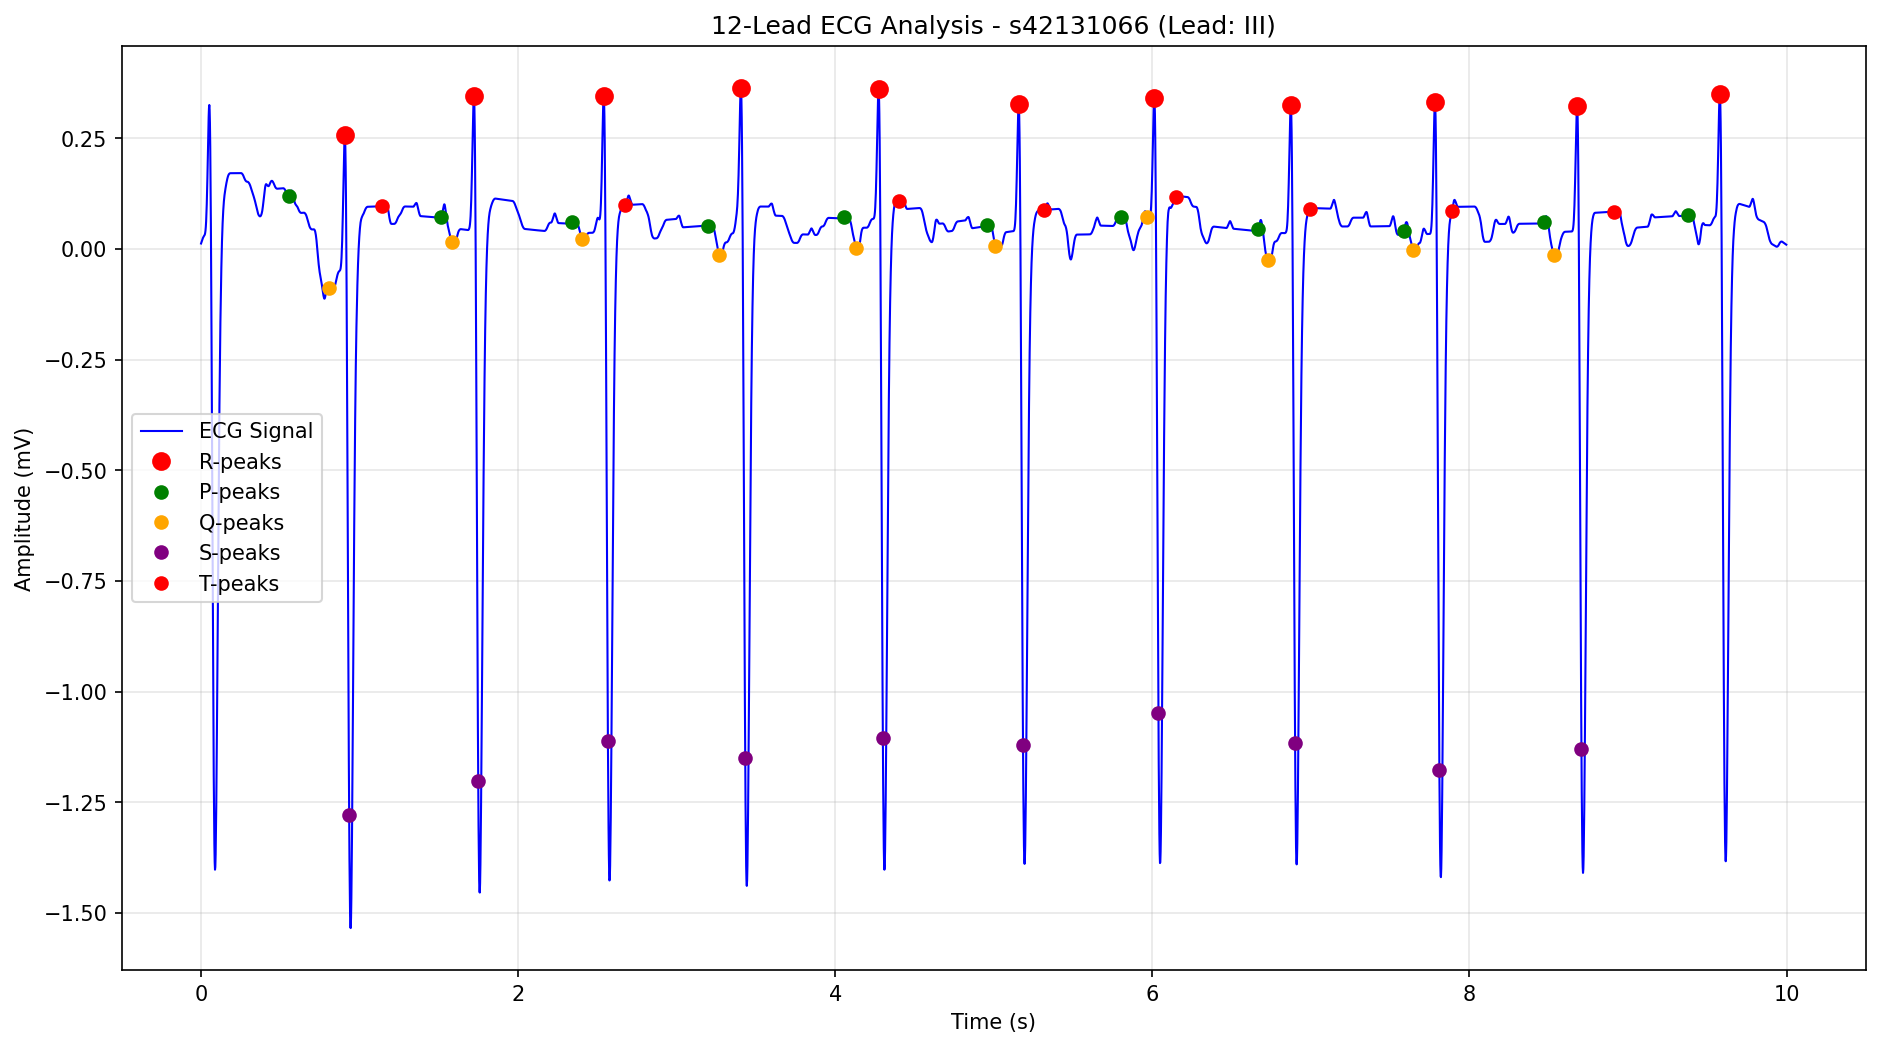 12-Lead ECG Analysis - s42131066 (Lead: III)
Amplitude (mV)
0.25
0.00
−0.25
−0.50
−0.75
−1.00
−1.25
−1.50
ECG Signal
R-peaks
P-peaks
Q-peaks
S-peaks
T-peaks
0 2 4 6 8 10
Time (s)